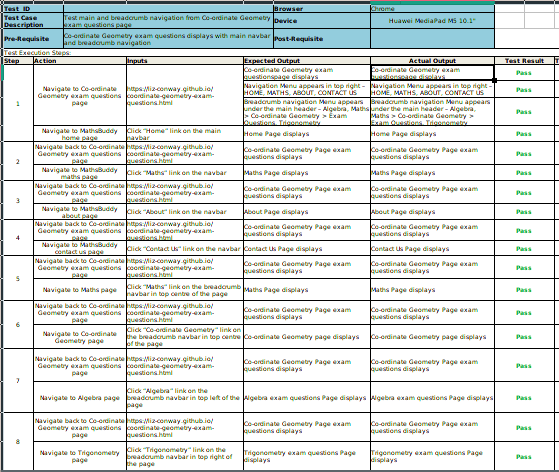 Test ID
Browser
Chrome
Test Case
Description
Test main and breadcrumb navigation from Co-ordinate Geometry
exam questions page
Device
Huawei MediaPad M5 10.1"
Pre-Requisite
Co-ordinate Geometry exam questions displays with main navbar
and breadcrumb navigation
Post-Requisite
Test Execution Steps:
Step Action Inputs Expected Output Actual Output Test Result
1
Navigate to Co-ordinate
Geometry exam questions
page
https://liz-conway.github.io/
coordinate-geometry-exam-
questions.html
Co-ordinate Geometry exam
questionspage displays
Co-ordinate Geometry exam
questionspage displays
Pass
Navigation Menu appears in top right –
HOME, MATHS, ABOUT, CONTACT US
Navigation Menu appears in top right –
HOME, MATHS, ABOUT, CONTACT US
Pass
Breadcrumb navigation Menu appears
under the main header – Algebra, Maths
> Co-ordinate Geometry > Exam
Questions, Trigonometry
Breadcrumb navigation Menu appears
under the main header – Algebra,
Maths > Co-ordinate Geometry >
Exam Questions, Trigonometry
Pass
Navigate to MathsBuddy
home page
Click "Home" link on the main
navbar
Home Page displays
Home Page displays
Pass
2
Navigate back to Co-ordinate
Geometry exam questions
page
https://liz-conway.github.io/
coordinate-geometry-exam-
questions.html
Co-ordinate Geometry Page exam
questions displays
Co-ordinate Geometry Page exam
questions displays
Pass
Navigate to MathsBuddy
maths page
Click "Maths" link on the navbar
Maths Page displays
Maths Page displays
Pass
3
Navigate back to Co-ordinate
Geometry exam questions
page
https://liz-conway.github.io/
coordinate-geometry-exam-
questions.html
Co-ordinate Geometry Page exam
questions displays
Co-ordinate Geometry Page exam
questions displays
Pass
Navigate to MathsBuddy
about page
Click "About" link on the navbar
About Page displays
About Page displays
Pass
4
Navigate back to Co-ordinate
Geometry exam questions
page
https://liz-conway.github.io/
coordinate-geometry-exam-
questions.html
Co-ordinate Geometry Page exam
questions displays
Co-ordinate Geometry Page exam
questions displays
Pass
Navigate to MathsBuddy
contact us page
Click "Contact Us" link on the navbar
Contact Us Page displays
Contact Us Page displays
Pass
5
Navigate back to Co-ordinate
Geometry exam questions
page
https://liz-conway.github.io/
coordinate-geometry-exam-
questions.html
Co-ordinate Geometry Page exam
questions displays
Co-ordinate Geometry Page exam
questions displays
Pass
Navigate to Maths page
Click "Maths" link on the breadcrumb
navbar in top centre of the page
Maths Page displays
Maths Page displays
Pass
6
Navigate back to Co-ordinate
Geometry exam questions
page
https://liz-conway.github.io/
coordinate-geometry-exam-
questions.html
Co-ordinate Geometry Page exam
questions displays
Co-ordinate Geometry Page exam
questions displays
Pass
Navigate to Co-ordinate
Geometry page
Click "Co-ordinate Geometry" link on
the breadcrumb navbar in top centre
of the page
Co-ordinate Geometry Page exam
questions displays
Co-ordinate Geometry Page exam
questions displays
Pass
7
Navigate back to Co-ordinate
Geometry exam questions
page
https://liz-conway.github.io/
coordinate-geometry-exam-
questions.html
Co-ordinate Geometry Page exam
questions displays
Co-ordinate Geometry Page exam
questions displays
Pass
Navigate to Algebra page
Click "Algebra" link on the
breadcrumb navbar in top left of the
page
Algebra exam questions Page displays
Algebra exam questions Page displays
Pass
8
Navigate back to Co-ordinate
Geometry exam questions
page
https://liz-conway.github.io/
coordinate-geometry-exam-
questions.html
Co-ordinate Geometry Page exam
questions displays
Co-ordinate Geometry Page exam
questions displays
Pass
Navigate to Trigonometry
page
Click "Trigonometry" link on the
breadcrumb navbar in top right of
the page
Trigonometry exam questions Page
displays
Trigonometry exam questions Page
displays
Pass